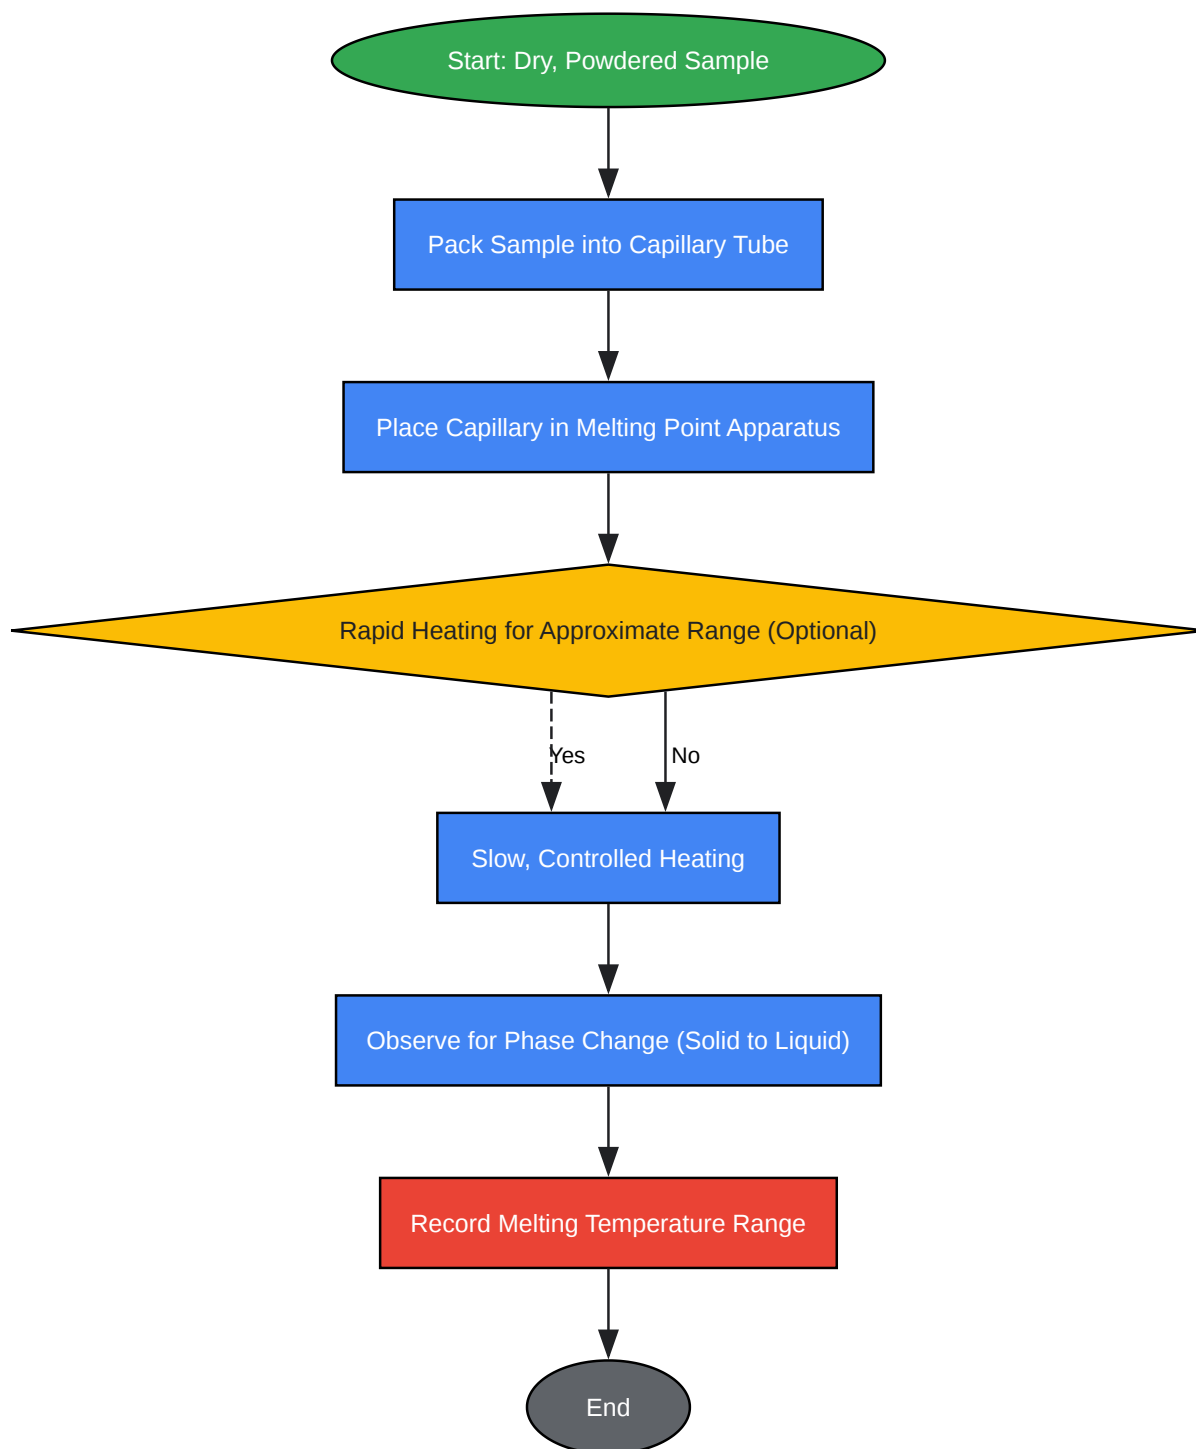 Start: Dry, Powdered Sample
Pack Sample into Capillary Tube
Place Capillary in Melting Point Apparatus
Rapid Heating for Approximate Range (Optional)
Yes
No
Slow, Controlled Heating
Observe for Phase Change (Solid to Liquid)
Record Melting Temperature Range
End